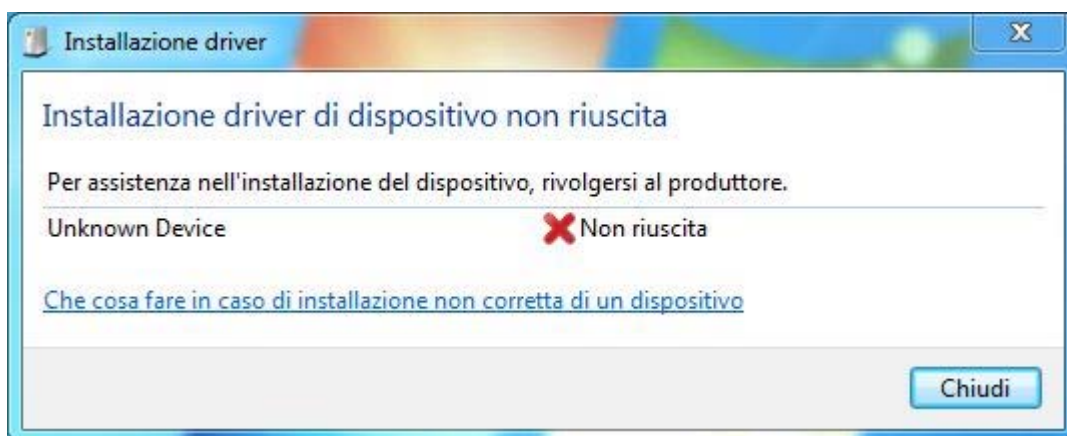 Installazione driver
Installazione driver di dispositivo non riuscita
Per assistenza nell'installazione del dispositivo, rivolgersi al produttore.
Unknown Device Non riuscita
Che cosa fare in caso di installazione non corretta di un dispositivo
Chiudi